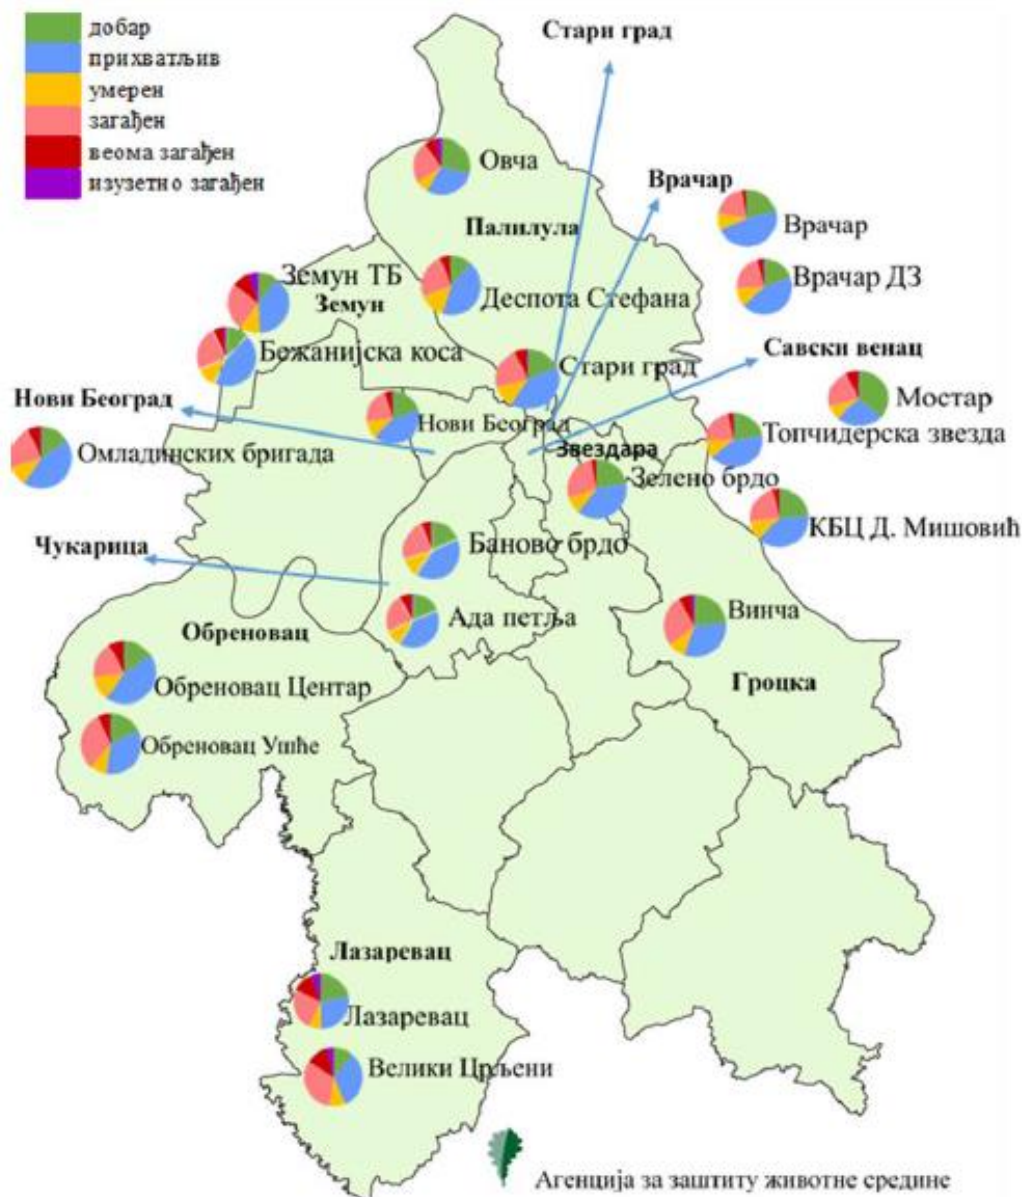 добар
прихватљив
умерен
загађен
веома загађен
изузетно загађен
Стари град
Овча
Врачар
Палилула
Врачар
Земун ТБ
Земун
Деспота Стефана
Врачар ДЗ
Бежанијска коса
Стари град
Савски венац
Нови Београд
Мостар
Нови Београд
Топчидерска звезда
Омладинских бригада
Звездара
Зелено брдо
КБЦ Д. Мишовић
Чукарица
Баново брдо
Ада петља
Винча
Обреновац
Гроцка
Обреновац Центар
Обреновац Ушће
Лазаревац
Лазаревац
Велики Црљени
Агенција за заштиту животне средине